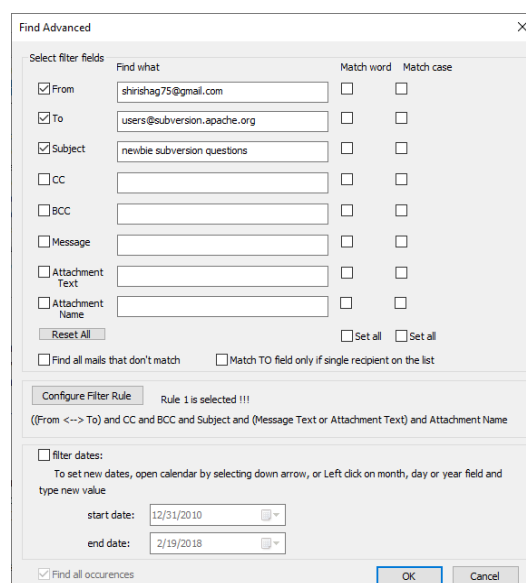 Find Advanced
Select filter fields
Find what
Match word
Match case
From
shirishag75@gmail.com
To
users@subversion.apache.org
Subject
newbie subversion questions
CC
BCC
Message
Attachment
Text
Attachment
Name
Reset All
Set all
Set all
Find all mails that don't match
Match TO field only if single recipient on the list
Configure Filter Rule
Rule 1 is selected !!!
((From <--> To) and CC and BCC and Subject and (Message Text or Attachment Text) and Attachment Name
filter dates:
To set new dates, open calendar by selecting down arrow, or Left click on month, day or year field and
type new value
start date:
12/31/2010
end date:
2/19/2018
Find all occurences
OK
Cancel